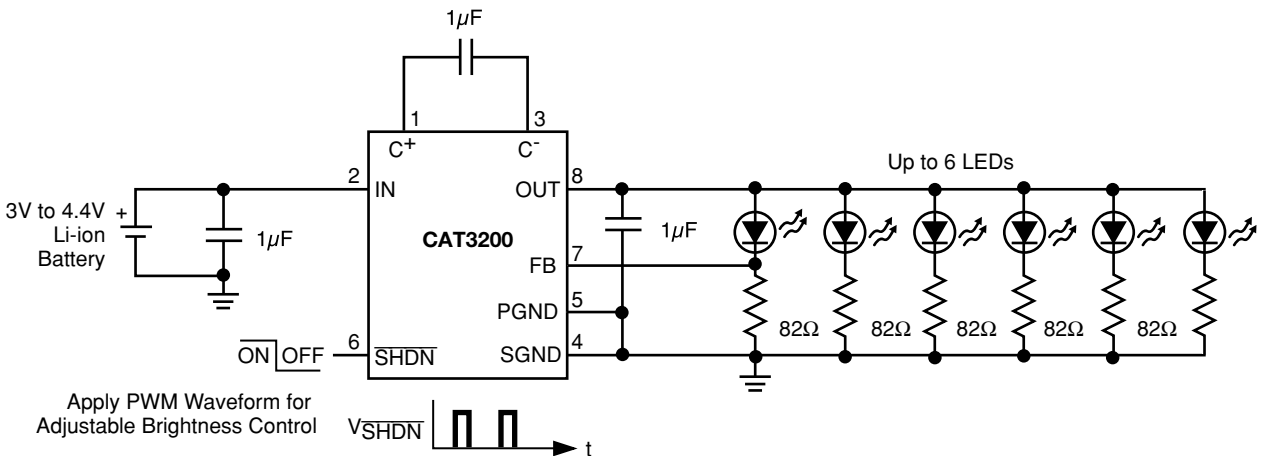 1µF
1
3
C+
C-
2
IN
OUT
8
Up to 6 LEDs
3V to 4.4V
Li-ion
Battery
+
1µF
CAT3200
1µF
FB
7
PGND
5
82Ω
82Ω
82Ω
82Ω
82Ω
ON
OFF
6
SHDN
SGND
4
Apply PWM Waveform for
Adjustable Brightness Control
VSHDN
t